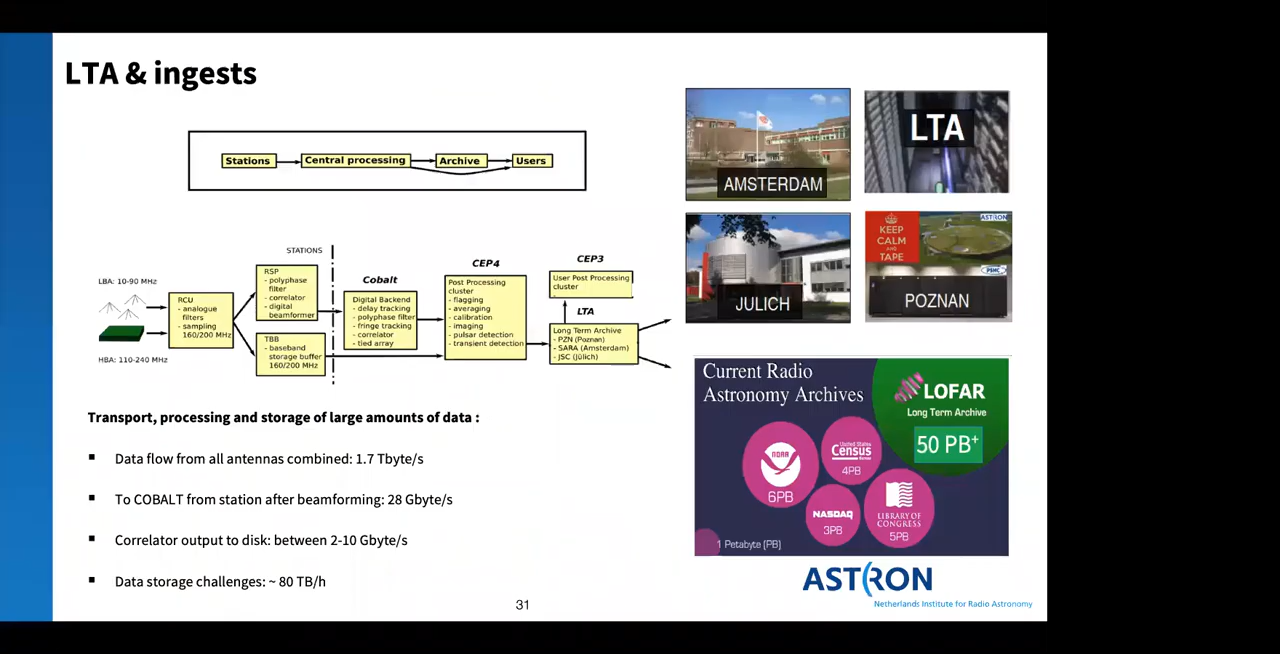 LTA & ingests
Stations
Central processing
Archive
Users
STATIONS
LBA: 10-90 MHz
HBA: 110-240 MHz
RCU
- analogue
filters
- sampling
160/200 MHz
RSP
- polyphase
filter
- correlator
- digital
beamformer
TBB
- baseband
storage buffer
160/200 MHz
Cobalt
Digital Backend
- delay tracking
- polyphase filter
- fringe tracking
- correlator
- tied array
CEP4
Post Processing
cluster
- flagging
- averaging
- calibration
- imaging
- pulsar detection
- transient detection
CEP3
User Post Processing
cluster
-
LTA
Long Term Archive
- PZN (Poznan)
- SARA (Amsterdam)
- JSC (Jülich)
Transport, processing and storage of large amounts of data :
▪ Data flow from all antennas combined: 1.7 Tbyte/s
▪ To COBALT from station after beamforming: 28 Gbyte/s
▪ Correlator output to disk: between 2-10 Gbyte/s
▪ Data storage challenges: ~ 80 TB/h
31
AMSTERDAM
LTA
JULICH
KEEP
CALM
AND
TAPE
ASTRON
PSNC
POZNAN
Current Radio
Astronomy Archives
LOFAR
Long Term Archive
50 PB+
NOAA
6PB
United States
Census
Bureau
4PB
NASDAQ
3PB
LIBRARY OF
CONGRESS
5PB
1 Petabyte (PB)
ASTRON
Netherlands Institute for Radio Astronomy